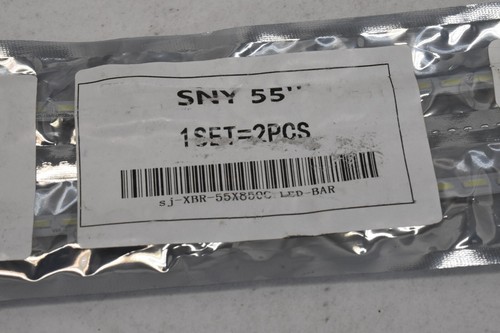 SNY 55"
1SET=2PCS
sj-XBR-55X850C LED-BAR